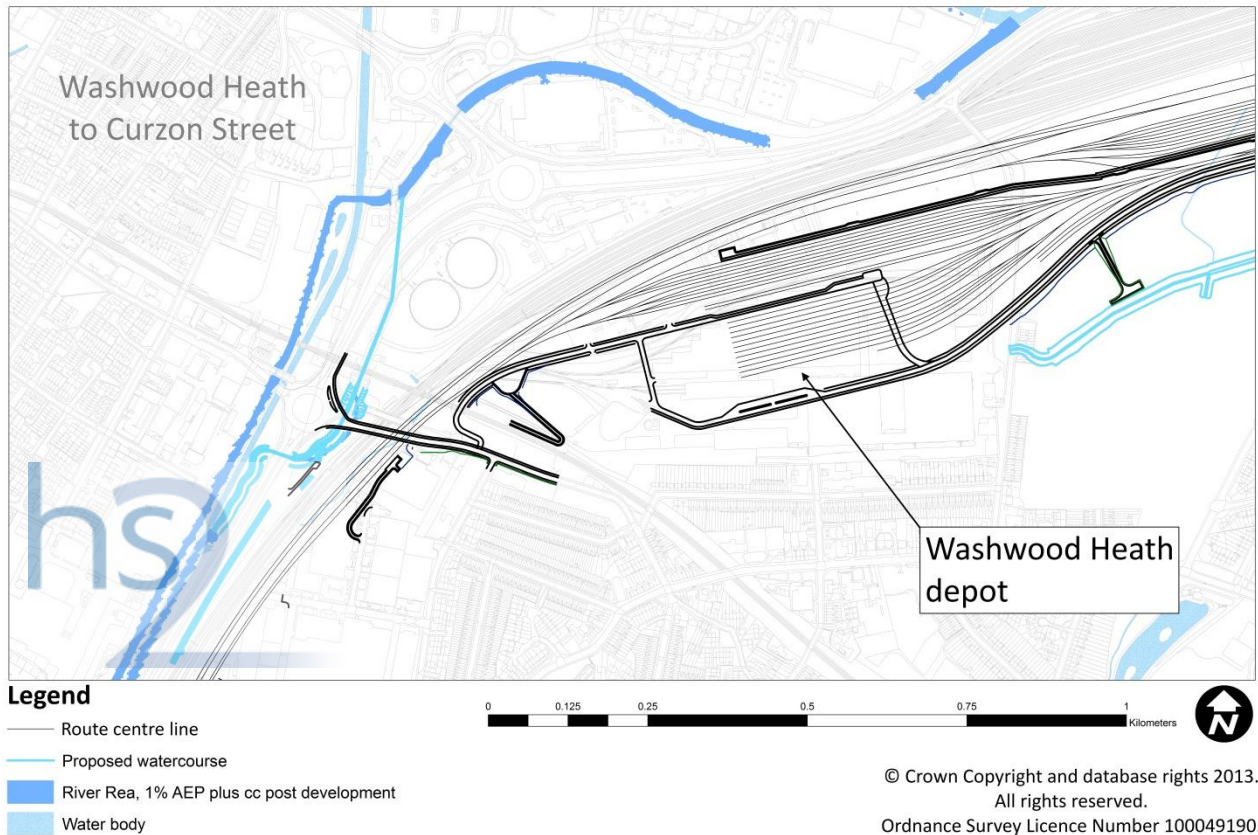 Washwood Heath
to Curzon Street
hs2
Washwood Heath
depot
Legend
Route centre line
Proposed watercourse
River Rea, 1% AEP plus cc post development
Water body
0 0.125 0.25 0.5 0.75 1
Kilometers
N
© Crown Copyright and database rights 2013.
All rights reserved.
Ordnance Survey Licence Number 100049190